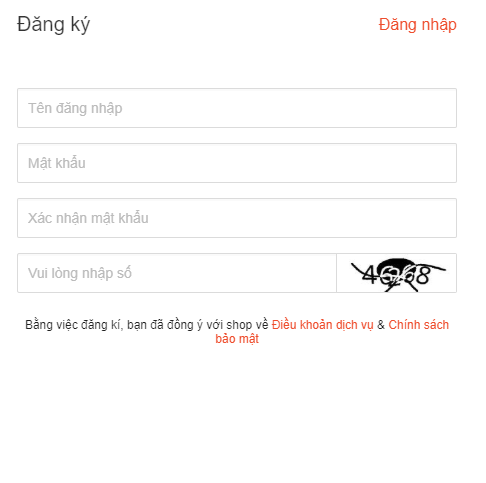 Đăng ký
Đăng nhập
Tên đăng nhập
Mật khẩu
Xác nhận mật khẩu
Vui lòng nhập số
Bằng việc đăng kí, bạn đã đồng ý với shop về Điều khoản dịch vụ & Chính sách
bảo mật